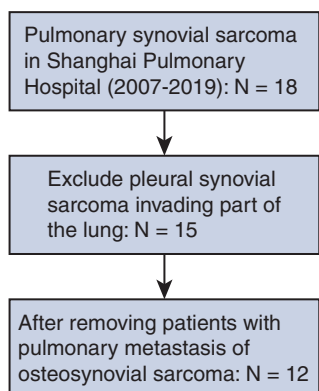 Pulmonary synovial sarcoma
in Shanghai Pulmonary
Hospital (2007-2019): N = 18
Exclude pleural synovial
sarcoma invading part of
the lung: N = 15
After removing patients with
pulmonary metastasis of
osteosynovial sarcoma: N = 12